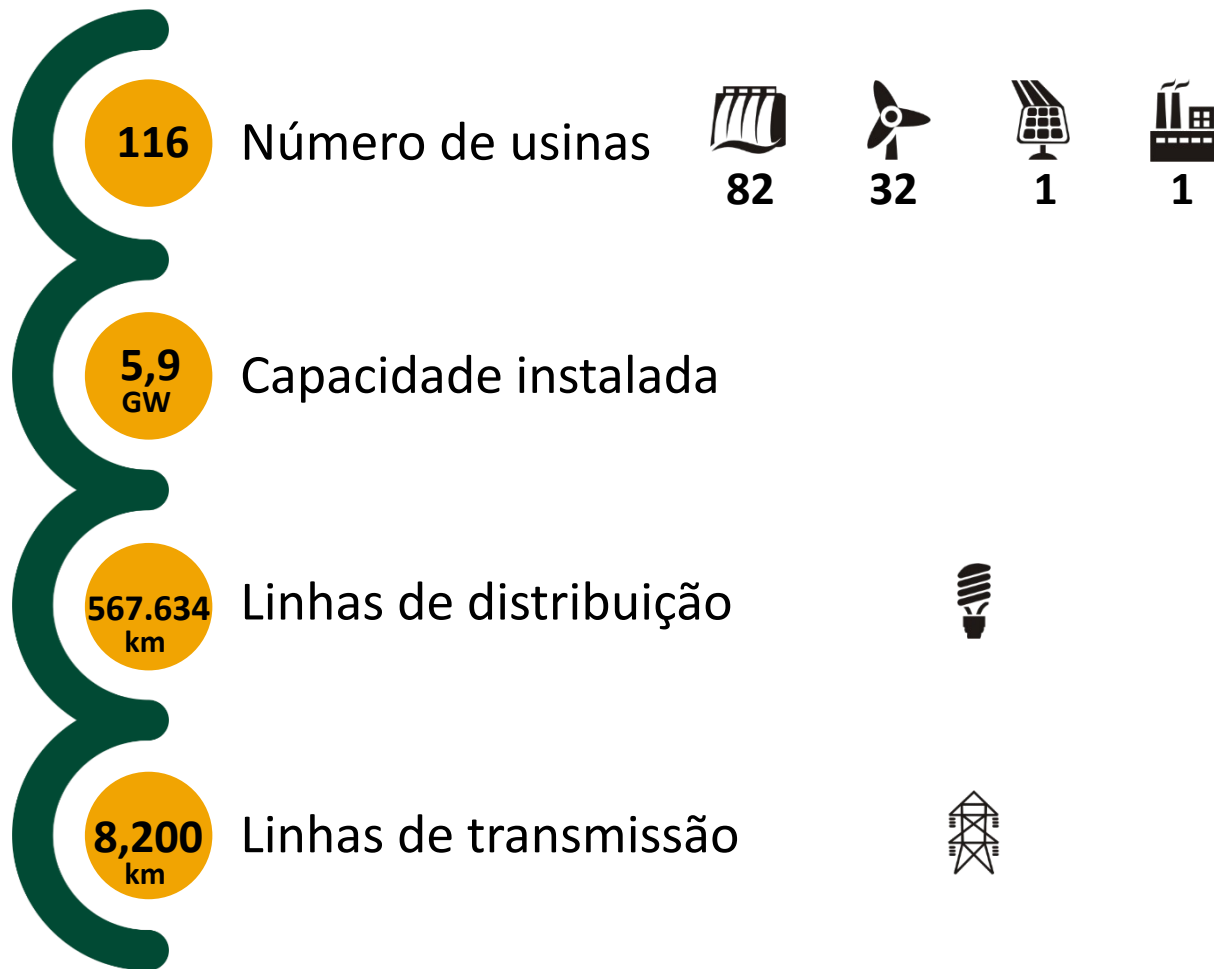 116
Número de usinas
82 32 1 1
5,9
GW
Capacidade instalada
567.634
km
Linhas de distribuição
8,200
km
Linhas de transmissão